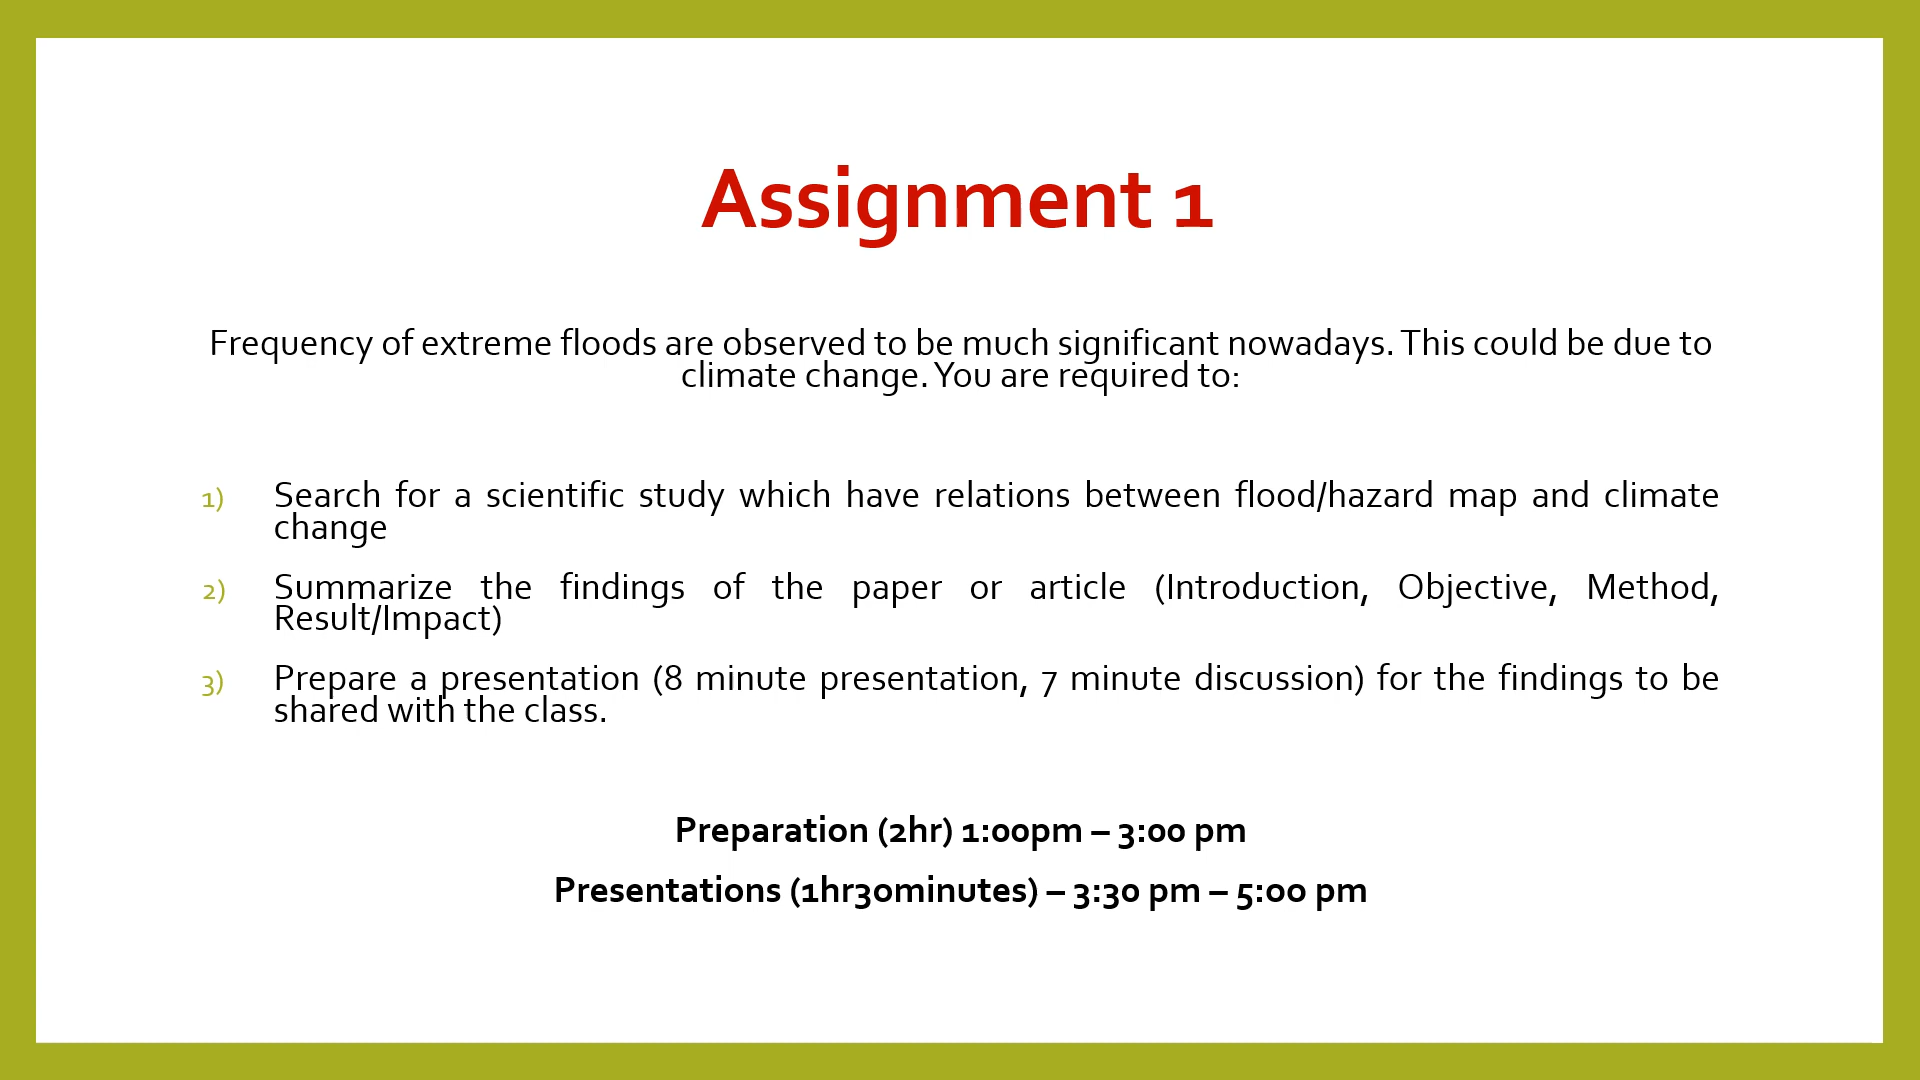 Assignment 1
Frequency of extreme floods are observed to be much significant nowadays. This could be due to
climate change. You are required to:
1) Search for a scientific study which have relations between flood/hazard map and climate
change
2) Summarize the findings of the paper or article (Introduction, Objective, Method,
Result/Impact)
3) Prepare a presentation (8 minute presentation, 7 minute discussion) for the findings to be
shared with the class.
Preparation (2hr) 1:00pm – 3:00 pm
Presentations (1hr30minutes) – 3:30 pm – 5:00 pm